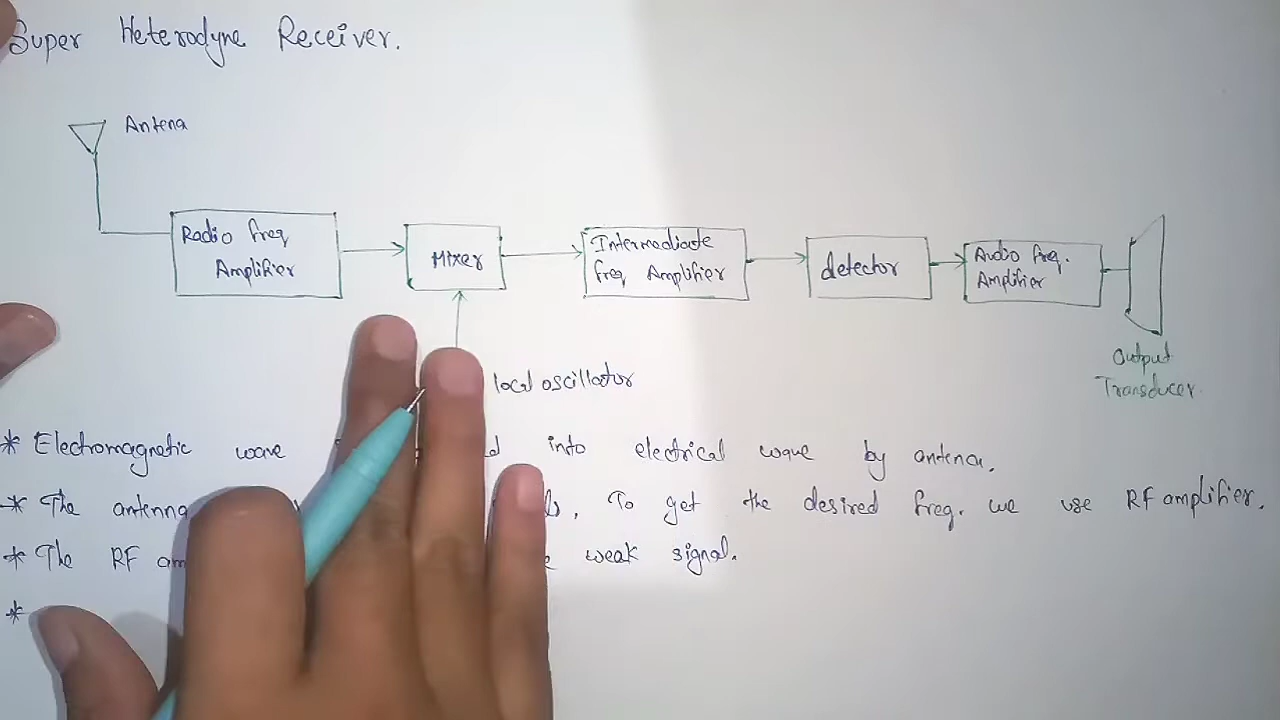 Super Heterodyne Receiver.
Antena
Radio freq
Amplifier
Mixer
Intermediate
freq Amplifier
detector
Audio freq.
Amplifier
Output
Transducer
local oscillator
* Electromagnetic wave into electrical wave by antena.
* The antenna To get the desired freq. we use RF amplifier.
* The RF weak signal.
*